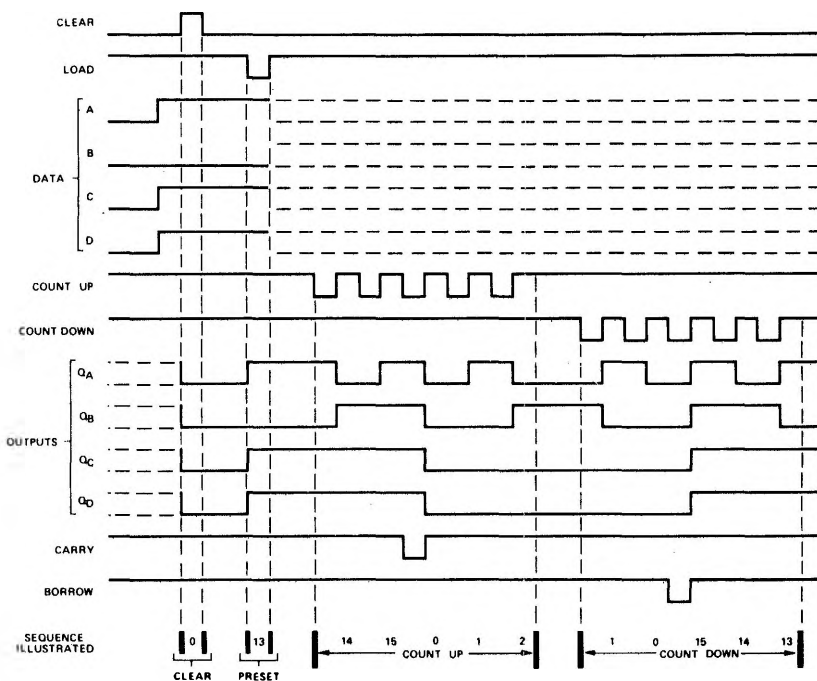 CLEAR
LOAD
A
B
DATA
C
D
COUNT UP
COUNT DOWN
QA
QB
OUTPUTS
QC
QD
CARRY
BORROW
SEQUENCE
ILLUSTRATED
0 13 14 15 0 1 2 1 0 15 14 13
COUNT UP COUNT DOWN
CLEAR PRESET